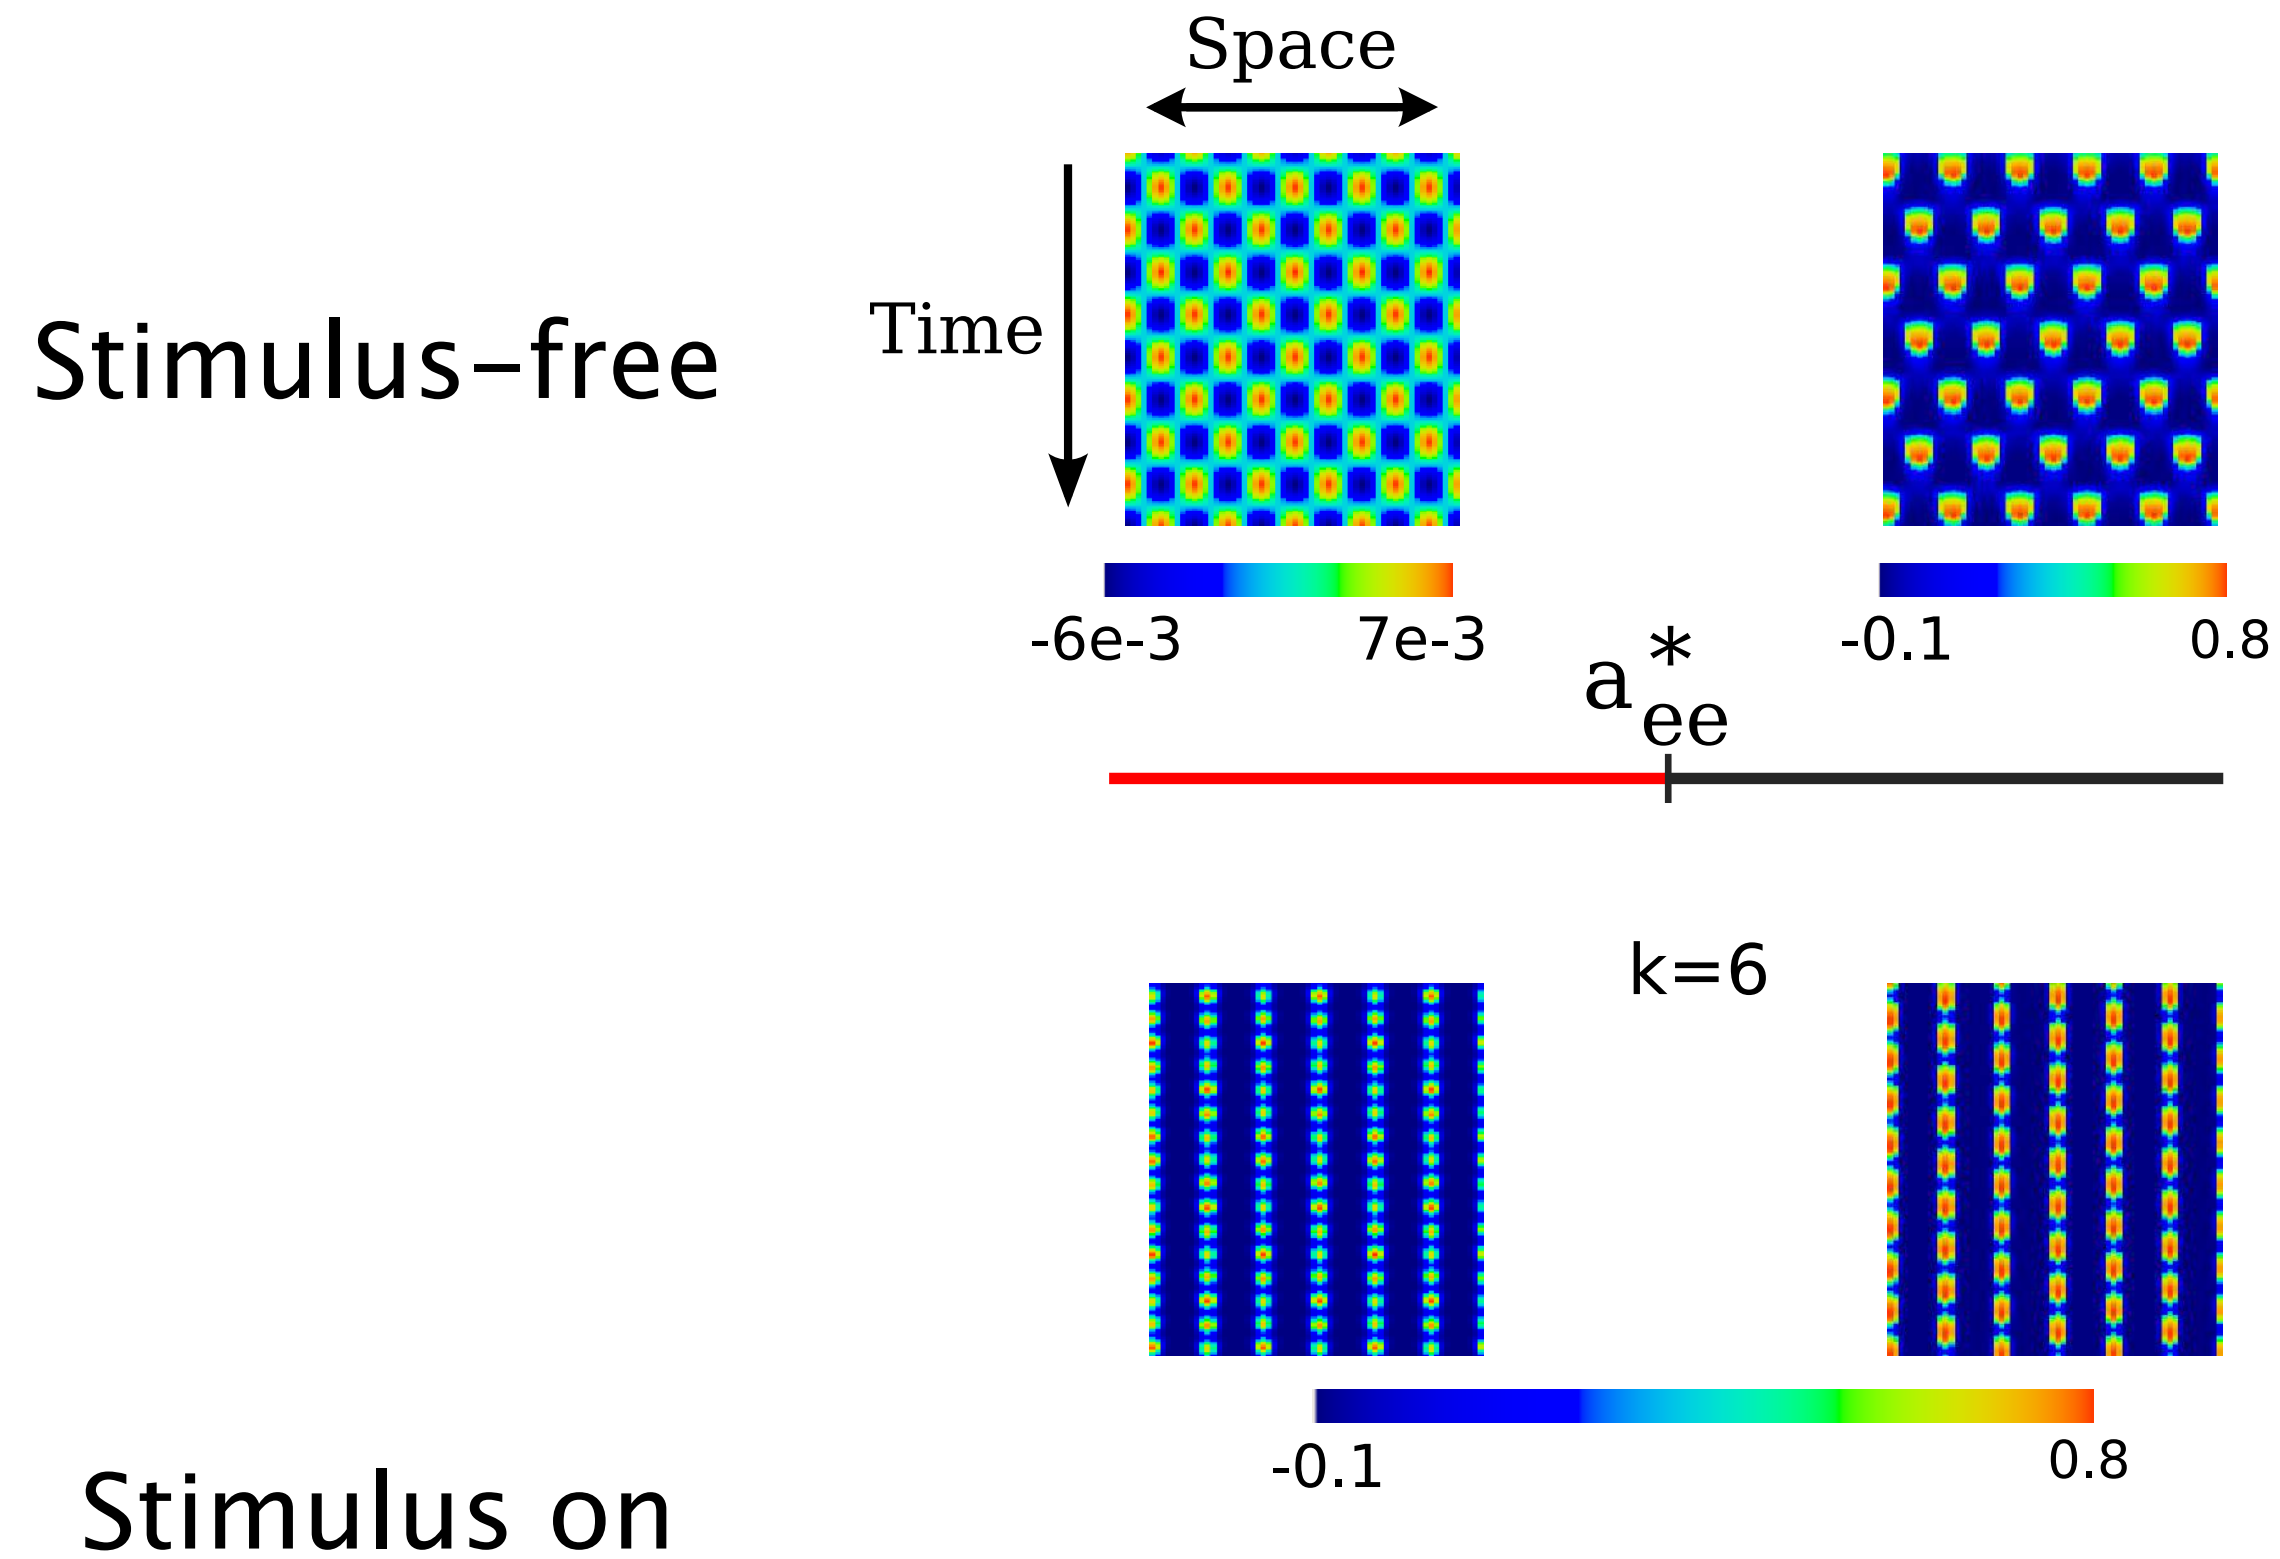 Space
Time
Stimulus-free
-6e-3 7e-3
-0.1 0.8
a*ee
k=6
-0.1 0.8
Stimulus on